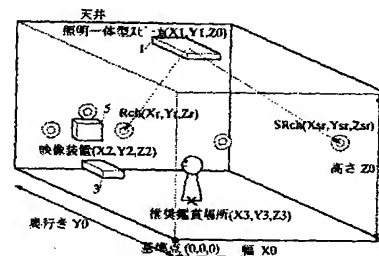 天井
照明一体型スピーカ(X1,Y1,Z0)
1
Rch(Xr,Yr,Zr)
SRch(Xsr,Ysr,Zsr)
5
映像装置(X2,Y2,Z2)
高さ Z0
3
推奨鑑賞場所(X3,Y3,Z3)
奥行き Y0
基準点 (0,0,0)
幅 X0